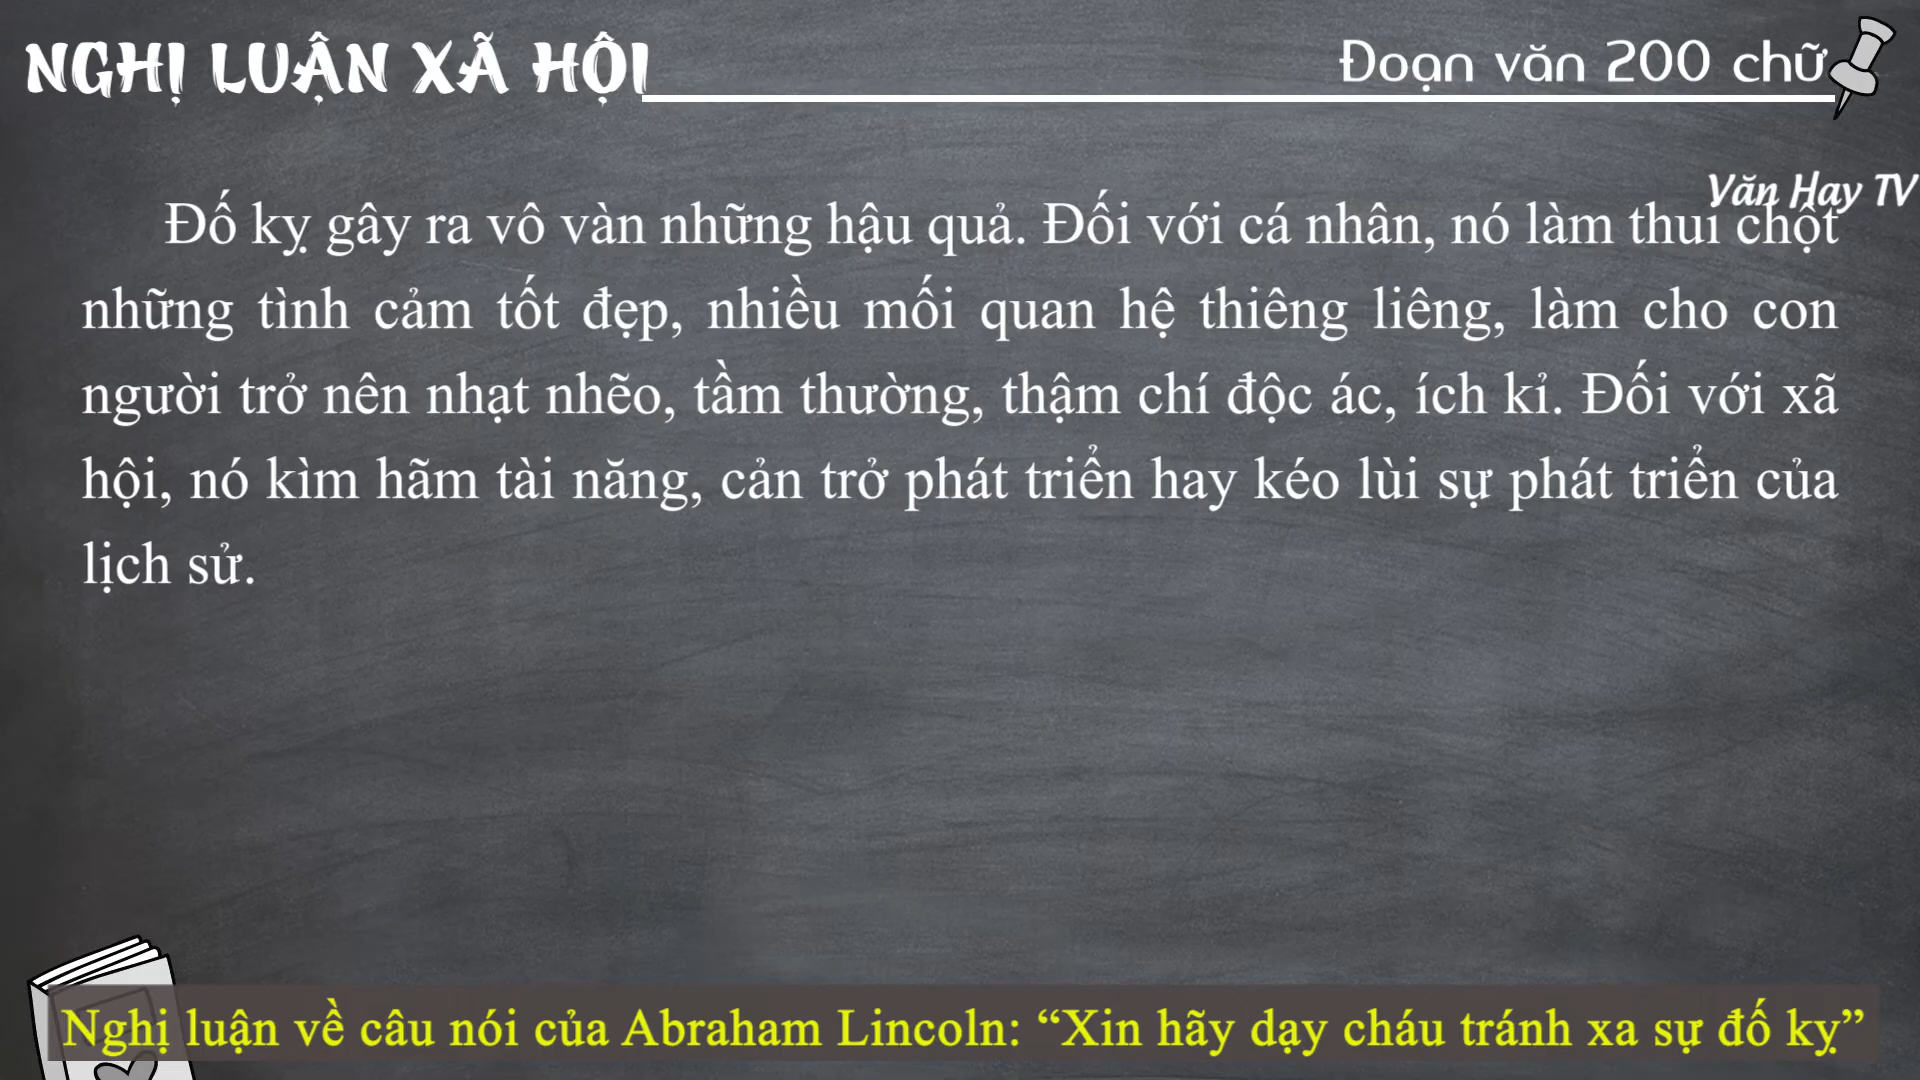 NGHỊ LUẬN XÃ HỘI
Đoạn văn 200 chữ
Văn Hay TV
Đố kỵ gây ra vô vàn những hậu quả. Đối với cá nhân, nó làm thui chột
những tình cảm tốt đẹp, nhiều mối quan hệ thiêng liêng, làm cho con
người trở nên nhạt nhẽo, tầm thường, thậm chí độc ác, ích kỉ. Đối với xã
hội, nó kìm hãm tài năng, cản trở phát triển hay kéo lùi sự phát triển của
lịch sử.
Nghị luận về câu nói của Abraham Lincoln: “Xin hãy dạy cháu tránh xa sự đố kỵ”